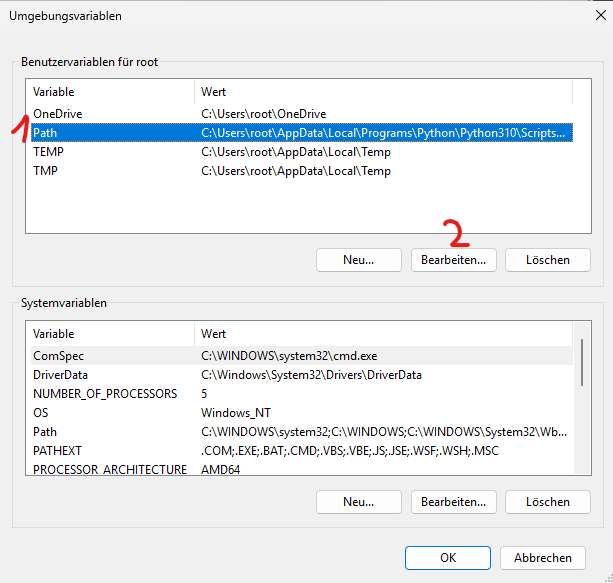 Umgebungsvariablen
Benutzervariablen für root
Variable Wert
OneDrive C:\Users\root\OneDrive
1
Path C:\Users\root\AppData\Local\Programs\Python\Python310\Scripts...
TEMP C:\Users\root\AppData\Local\Temp
TMP C:\Users\root\AppData\Local\Temp
2
Neu... Bearbeiten... Löschen
Systemvariablen
Variable Wert
ComSpec C:\WINDOWS\system32\cmd.exe
DriverData C:\Windows\System32\Drivers\DriverData
NUMBER_OF_PROCESSORS 5
OS Windows_NT
Path C:\WINDOWS\system32;C:\WINDOWS;C:\WINDOWS\System32\Wb...
PATHEXT .COM;.EXE;.BAT;.CMD;.VBS;.VBE;.JS;.JSE;.WSF;.WSH;.MSC
PROCESSOR_ARCHITECTURE AMD64
Neu... Bearbeiten... Löschen
OK Abbrechen